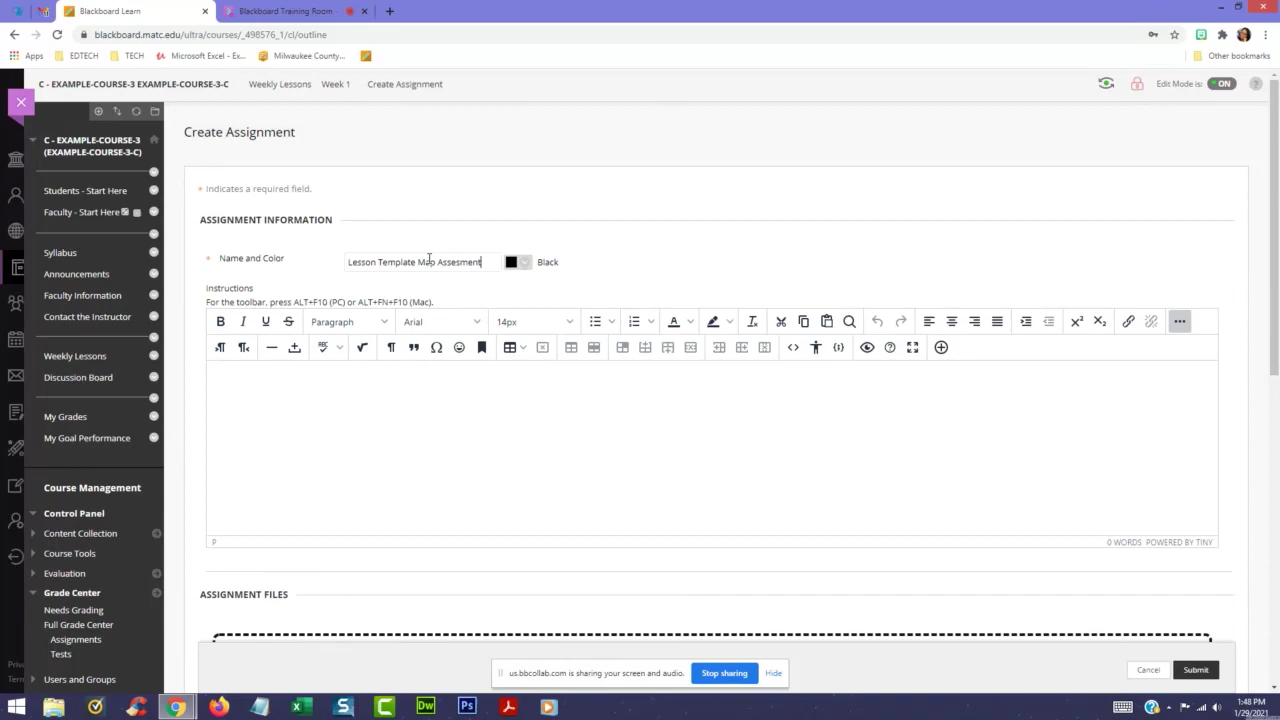 Blackboard Learn
Blackboard Training Room
blackboard.matc.edu/ultra/courses/_498576_1/cl/outline
Apps EDTECH TECH Microsoft Excel - Ex... Milwaukee County... Other bookmarks
C - EXAMPLE-COURSE-3 EXAMPLE-COURSE-3-C Weekly Lessons Week 1 Create Assignment Edit Mode is: ON ?
C - EXAMPLE-COURSE-3
(EXAMPLE-COURSE-3-C)
Students - Start Here
Faculty - Start Here
Syllabus
Announcements
Faculty Information
Contact the Instructor
Weekly Lessons
Discussion Board
My Grades
My Goal Performance
Course Management
Control Panel
Content Collection
Course Tools
Evaluation
Grade Center
Needs Grading
Full Grade Center
Assignments
Tests
Users and Groups
Create Assignment
* Indicates a required field.
ASSIGNMENT INFORMATION
* Name and Color Lesson Template Map Assesment Black
Instructions
For the toolbar, press ALT+F10 (PC) or ALT+FN+F10 (Mac).
Paragraph Arial 14px
P 0 WORDS POWERED BY TINY
ASSIGNMENT FILES
us.bbcollab.com is sharing your screen and audio. Stop sharing Hide
Cancel Submit
1:48 PM
1/29/2021